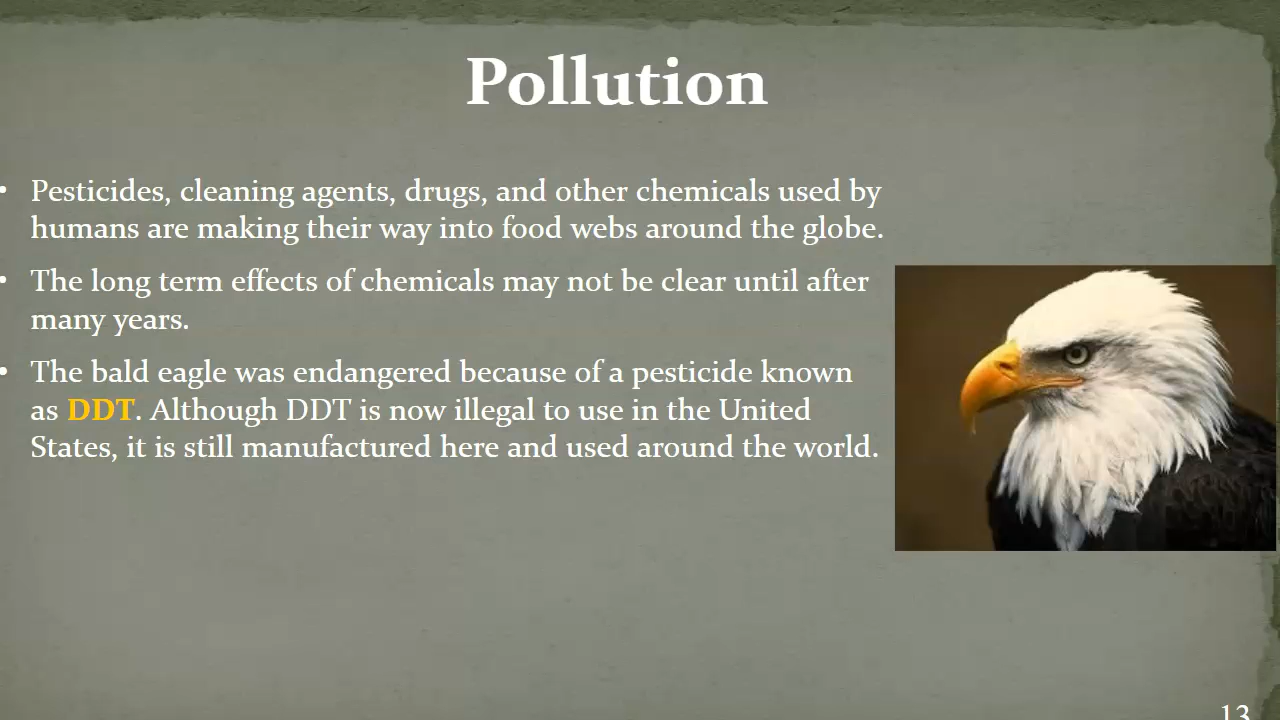 Pollution
• Pesticides, cleaning agents, drugs, and other chemicals used by
humans are making their way into food webs around the globe.
• The long term effects of chemicals may not be clear until after
many years.
• The bald eagle was endangered because of a pesticide known
as DDT. Although DDT is now illegal to use in the United
States, it is still manufactured here and used around the world.
13